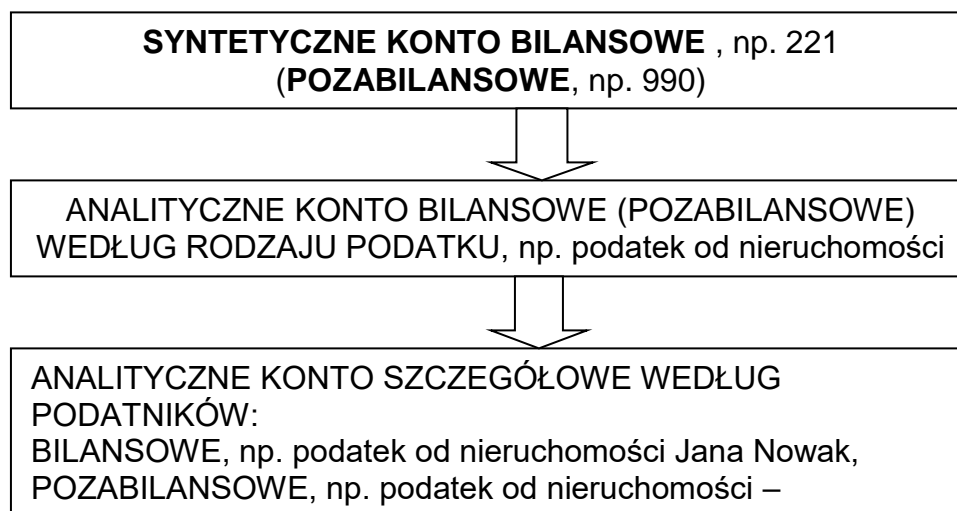 SYNTETYCZNE KONTO BILANSOWE , np. 221
(POZABILANSOWE, np. 990)
ANALITYCZNE KONTO BILANSOWE (POZABILANSOWE)
WEDŁUG RODZAJU PODATKU, np. podatek od nieruchomości
ANALITYCZNE KONTO SZCZEGÓŁOWE WEDŁUG
PODATNIKÓW:
BILANSOWE, np. podatek od nieruchomości Jana Nowak,
POZABILANSOWE, np. podatek od nieruchomości –